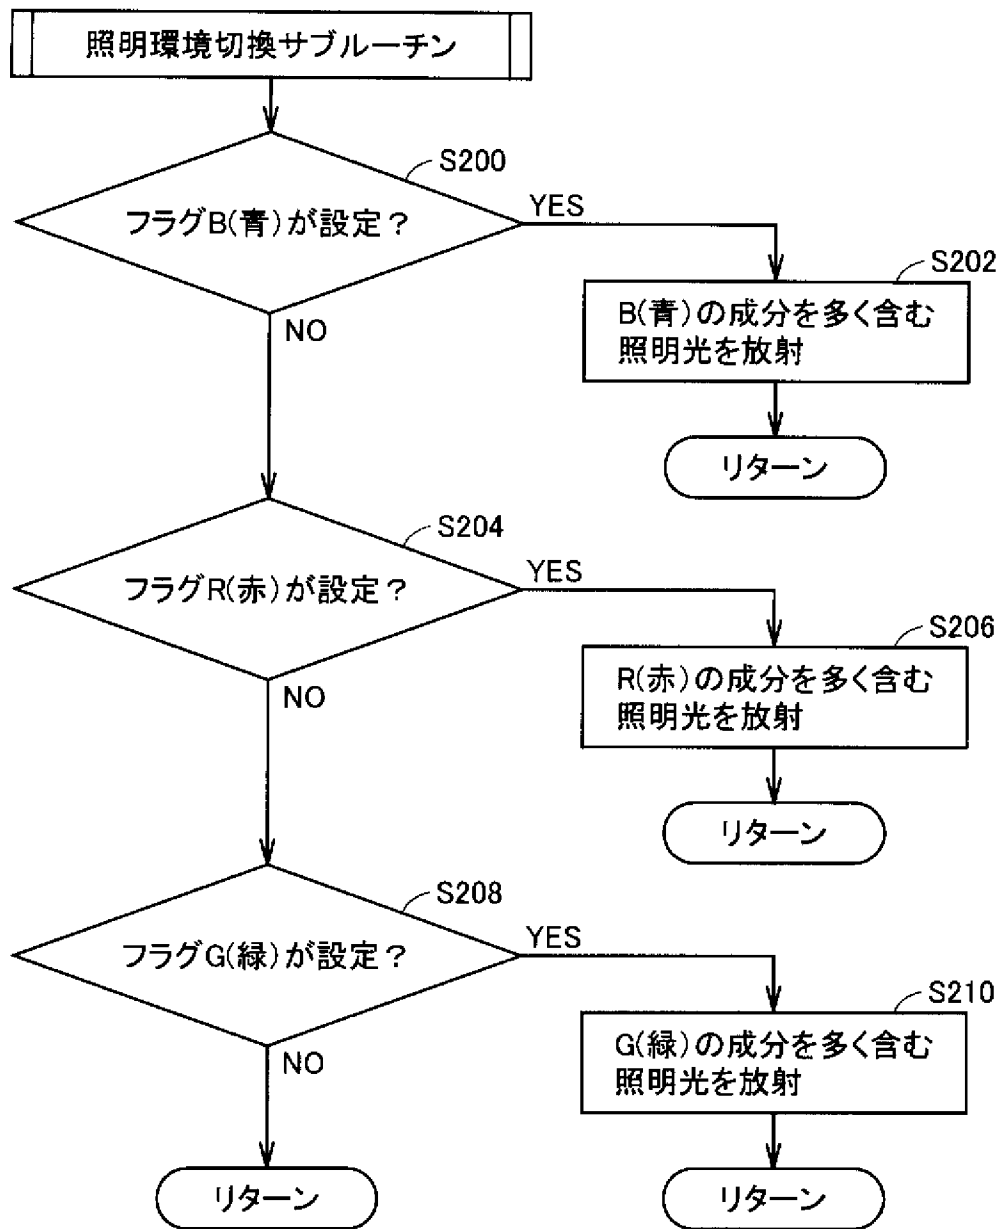 照明環境切換サブルーチン
S200
フラグB(青)が設定？
YES
S202
B(青)の成分を多く含む
照明光を放射
NO
リターン
S204
フラグR(赤)が設定？
YES
S206
R(赤)の成分を多く含む
照明光を放射
NO
リターン
S208
フラグG(緑)が設定？
YES
S210
G(緑)の成分を多く含む
照明光を放射
NO
リターン
リターン